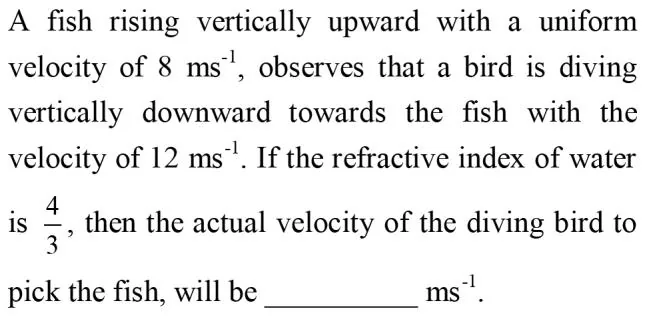 A fish rising vertically upward with a uniform
velocity of 8 ms⁻¹, observes that a bird is diving
vertically downward towards the fish with the
velocity of 12 ms⁻¹. If the refractive index of water
is 4/3, then the actual velocity of the diving bird to
pick the fish, will be __________ ms⁻¹.